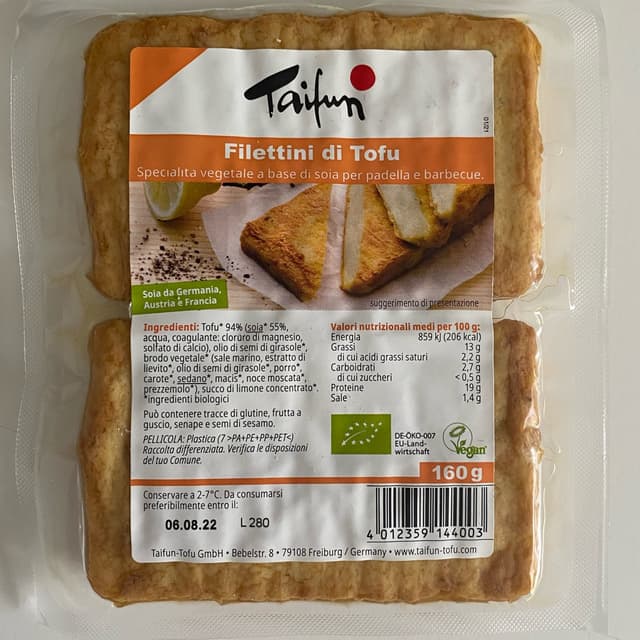 Taifun
01/21
Filettini di Tofu
Specialità vegetale a base di soia per padella e barbecue.
Soia da Germania,
Austria e Francia
suggerimento di presentazione
Ingredienti: Tofu* 94% (soia* 55%,
acqua, coagulante: cloruro di magnesio,
solfato di calcio), olio di semi di girasole*,
brodo vegetale* (sale marino, estratto di
lievito*, olio di semi di girasole*, porro*,
carote*, sedano*, macis*, noce moscata*,
prezzemolo*), succo di limone concentrato*.
*ingredienti biologici
Può contenere tracce di glutine, frutta a
guscio, senape e semi di sesamo.
PELLICOLA: Plastica (7 >PA+PE+PP+PET<)
Raccolta differenziata. Verifica le disposizioni
del tuo Comune.
Valori nutrizionali medi per 100 g:
Energia 859 kJ (206 kcal)
Grassi 13 g
di cui acidi grassi saturi 2,2 g
Carboidrati 2,7 g
di cui zuccheri < 0,5 g
Proteine 19 g
Sale 1,4 g
DE-ÖKO-007
EU-Land-
wirtschaft
Vegan
160 g
Conservare a 2-7°C. Da consumarsi
preferibilmente entro il:
06.08.22 L 280
4 012359 144003
Taifun-Tofu GmbH • Bebelstr. 8 • 79108 Freiburg / Germany • www.taifun-tofu.com